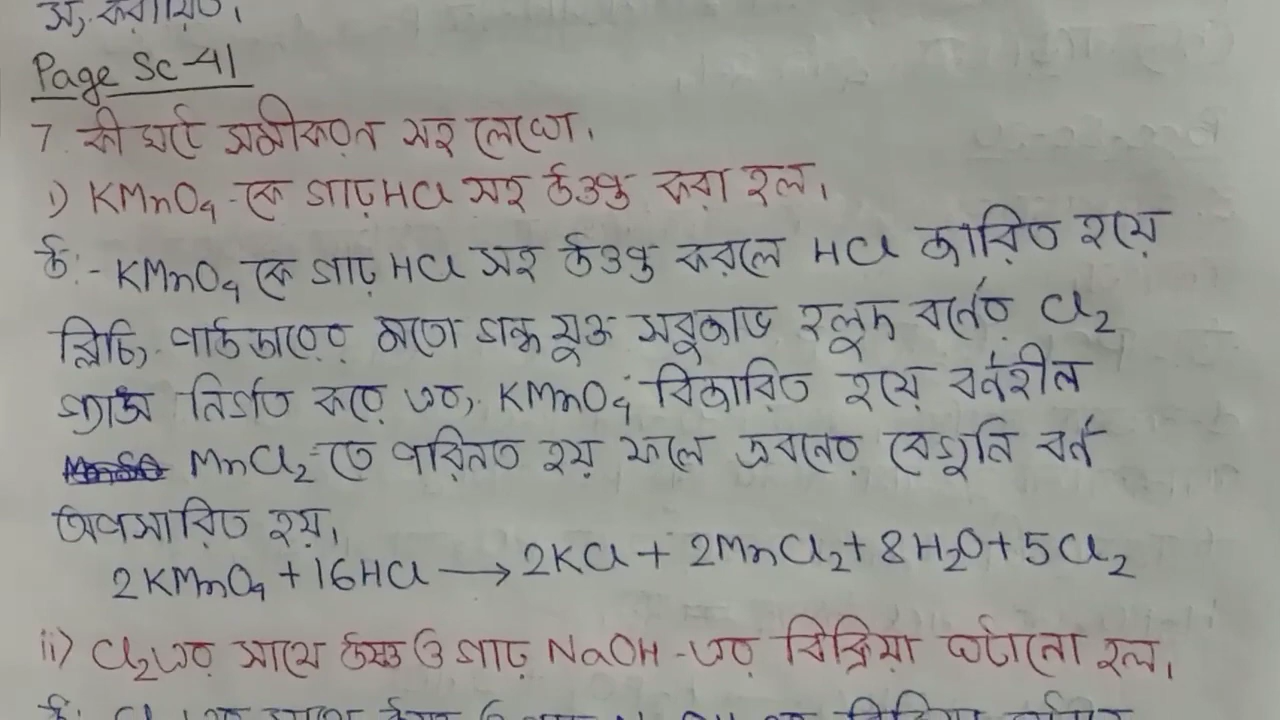 Page Sc-41
7. কী ঘটে সমীকরণ সহ লেখো।
i) KMnO4-কে গাঢ় HCl সহ উত্তপ্ত করা হল।
উ:- KMnO4 কে গাঢ় HCl সহ উত্তপ্ত করলে HCl জারিত হয়ে
ব্লিচিং পাউডারের মতো গন্ধ যুক্ত সবুজাভ হলুদ বর্ণের Cl2
গ্যাস নির্গত করে এবং KMnO4 বিজারিত হয়ে বর্ণহীন
MnCl2-তে পরিনত হয় ফলে দ্রবনের বেগুনি বর্ণ
অপসারিত হয়।
2KMnO4 + 16HCl ⟶ 2KCl + 2MnCl2 + 8H2O + 5Cl2
ii) Cl2 এর সাথে উষ্ণ ও গাঢ় NaOH-এর বিক্রিয়া ঘটানো হল।